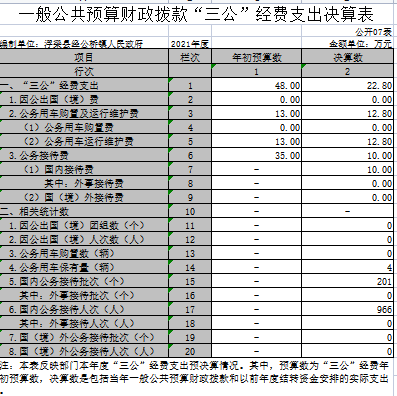 一般公共预算财政拨款“三公”经费支出决算表
公开07表
编制单位：浮梁县经公桥镇人民政府 2021年度 金额单位：万元
项目 栏次 年初预算数 决算数
行次 1 2
一、“三公”经费支出 1 48.00 22.80
1.因公出国（境）费 2 0.00 0.00
2.公务用车购置及运行维护费 3 13.00 12.80
（1）公务用车购置费 4 0.00 0.00
（2）公务用车运行维护费 5 13.00 12.80
3.公务接待费 6 35.00 10.00
（1）国内接待费 7 - 10.00
其中：外事接待费 8 - 0.00
（2）国（境）外接待费 9 - 0.00
二、相关统计数 10 - -
1.因公出国（境）团组数（个） 11 - 0
2.因公出国（境）人次数（人） 12 - 0
3.公务用车购置数（辆） 13 - 0
4.公务用车保有量（辆） 14 - 4
5.国内公务接待批次（个） 15 - 201
其中：外事接待批次（个） 16 - 0
6.国内公务接待人次（人） 17 - 966
其中：外事接待人次（人） 18 - 0
7.国（境）外公务接待批次（个） 19 - 0
8.国（境）外公务接待人次（人） 20 - 0
注：本表反映部门本年度“三公”经费支出预决算情况。其中，预算数为“三公”经费年
初预算数，决算数是包括当年一般公共预算财政拨款和以前年度结转资金安排的实际支出
。